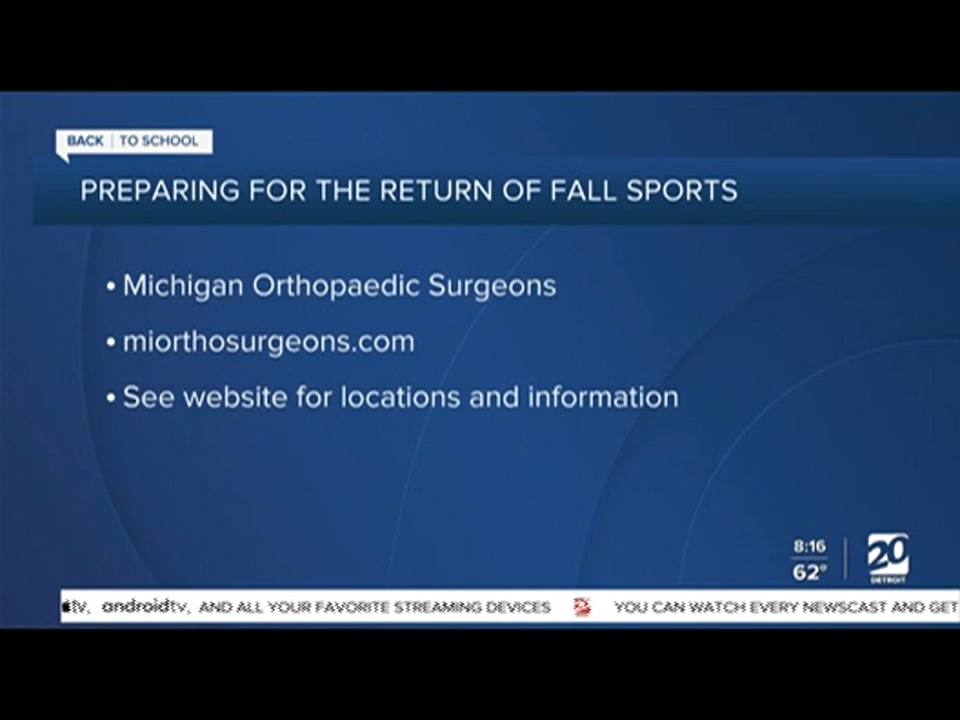 BACK | TO SCHOOL
PREPARING FOR THE RETURN OF FALL SPORTS
• Michigan Orthopaedic Surgeons
• miorthosurgeons.com
• See website for locations and information
8:16
62°
20
DETROIT
tv, androidtv, AND ALL YOUR FAVORITE STREAMING DEVICES YOU CAN WATCH EVERY NEWSCAST AND GET